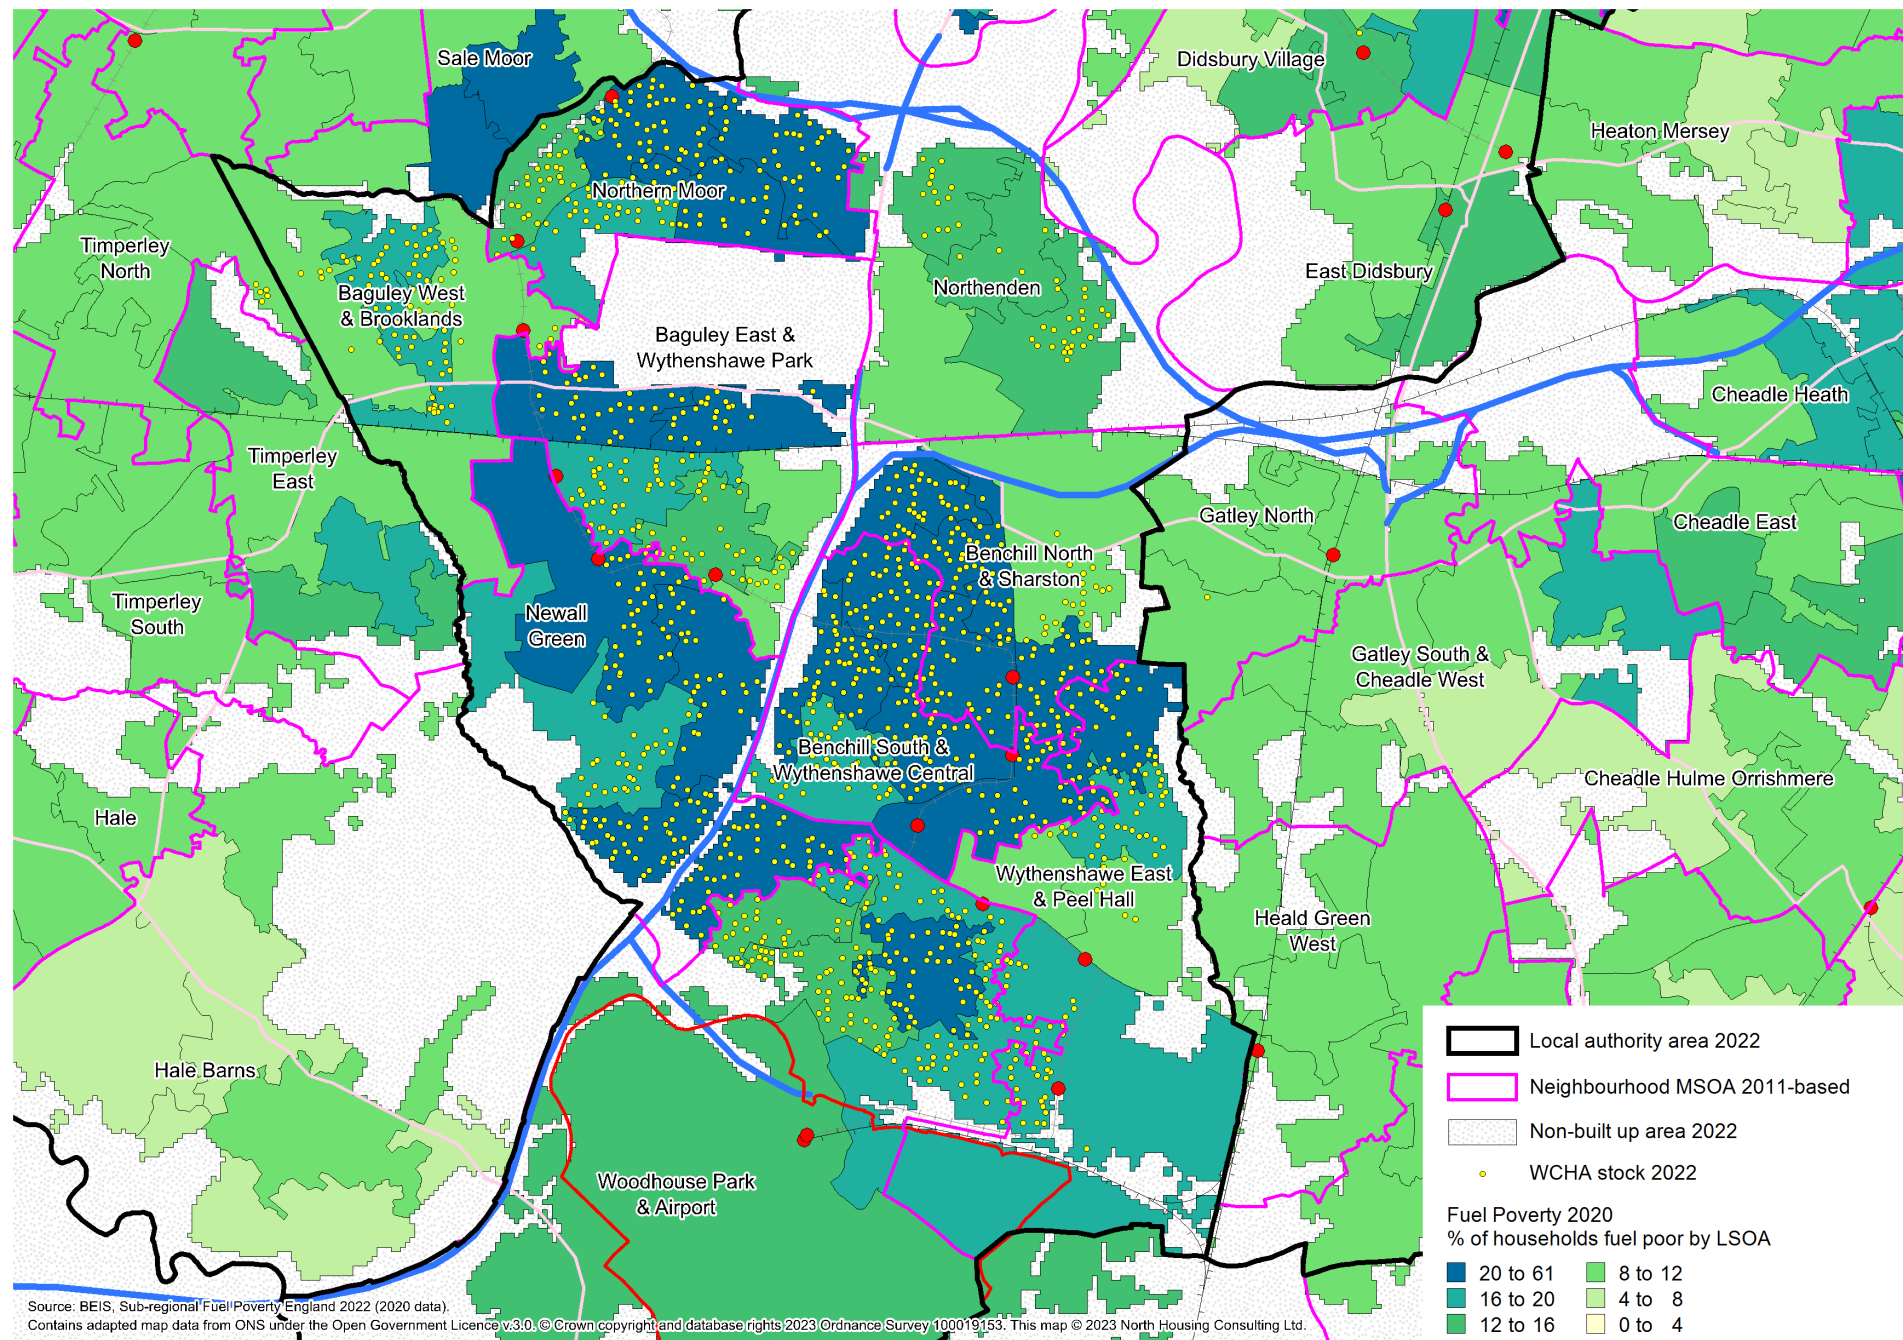 Sale Moor
Didsbury Village
Heaton Mersey
Northern Moor
Timperley
North
Baguley West
& Brooklands
Northenden
East Didsbury
Baguley East &
Wythenshawe Park
Cheadle Heath
Timperley
East
Gatley North
Cheadle East
Benchill North
& Sharston
Timperley
South
Newall
Green
Gatley South &
Cheadle West
Benchill South &
Wythenshawe Central
Cheadle Hulme Orrishmere
Hale
Wythenshawe East
& Peel Hall
Heald Green
West
Hale Barns
Woodhouse Park
& Airport
Local authority area 2022
Neighbourhood MSOA 2011-based
Non-built up area 2022
WCHA stock 2022
Fuel Poverty 2020
% of households fuel poor by LSOA
20 to 61
16 to 20
12 to 16
8 to 12
4 to 8
0 to 4
Source: BEIS, Sub-regional Fuel Poverty England 2022 (2020 data).
Contains adapted map data from ONS under the Open Government Licence v.3.0. © Crown copyright and database rights 2023 Ordnance Survey 100019153. This map © 2023 North Housing Consulting Ltd.